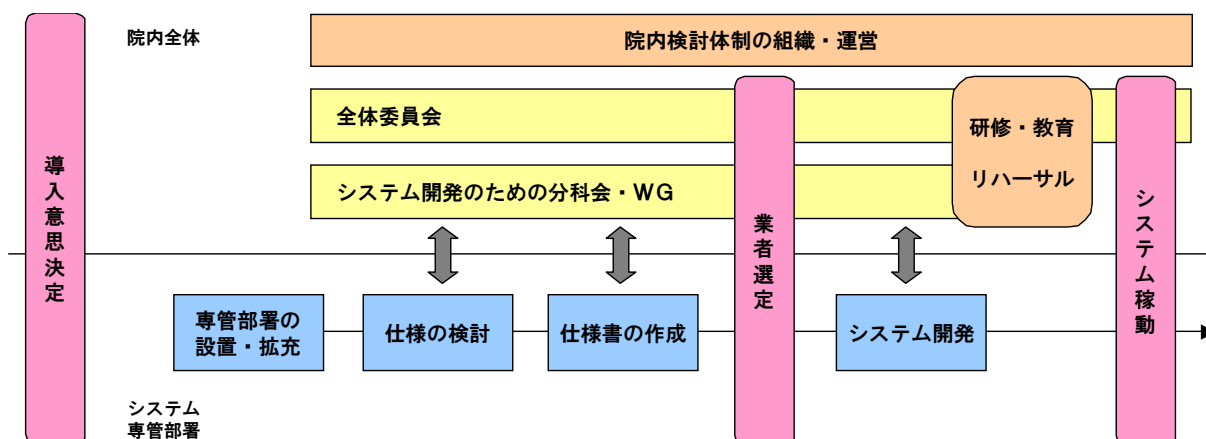 院内全体
院内検討体制の組織・運営
全体委員会
研修・教育
リハーサル
システム開発のための分科会・WG
導入意思決定
業者選定
システム稼動
専管部署の
設置・拡充
仕様の検討
仕様書の作成
システム開発
システム
専管部署